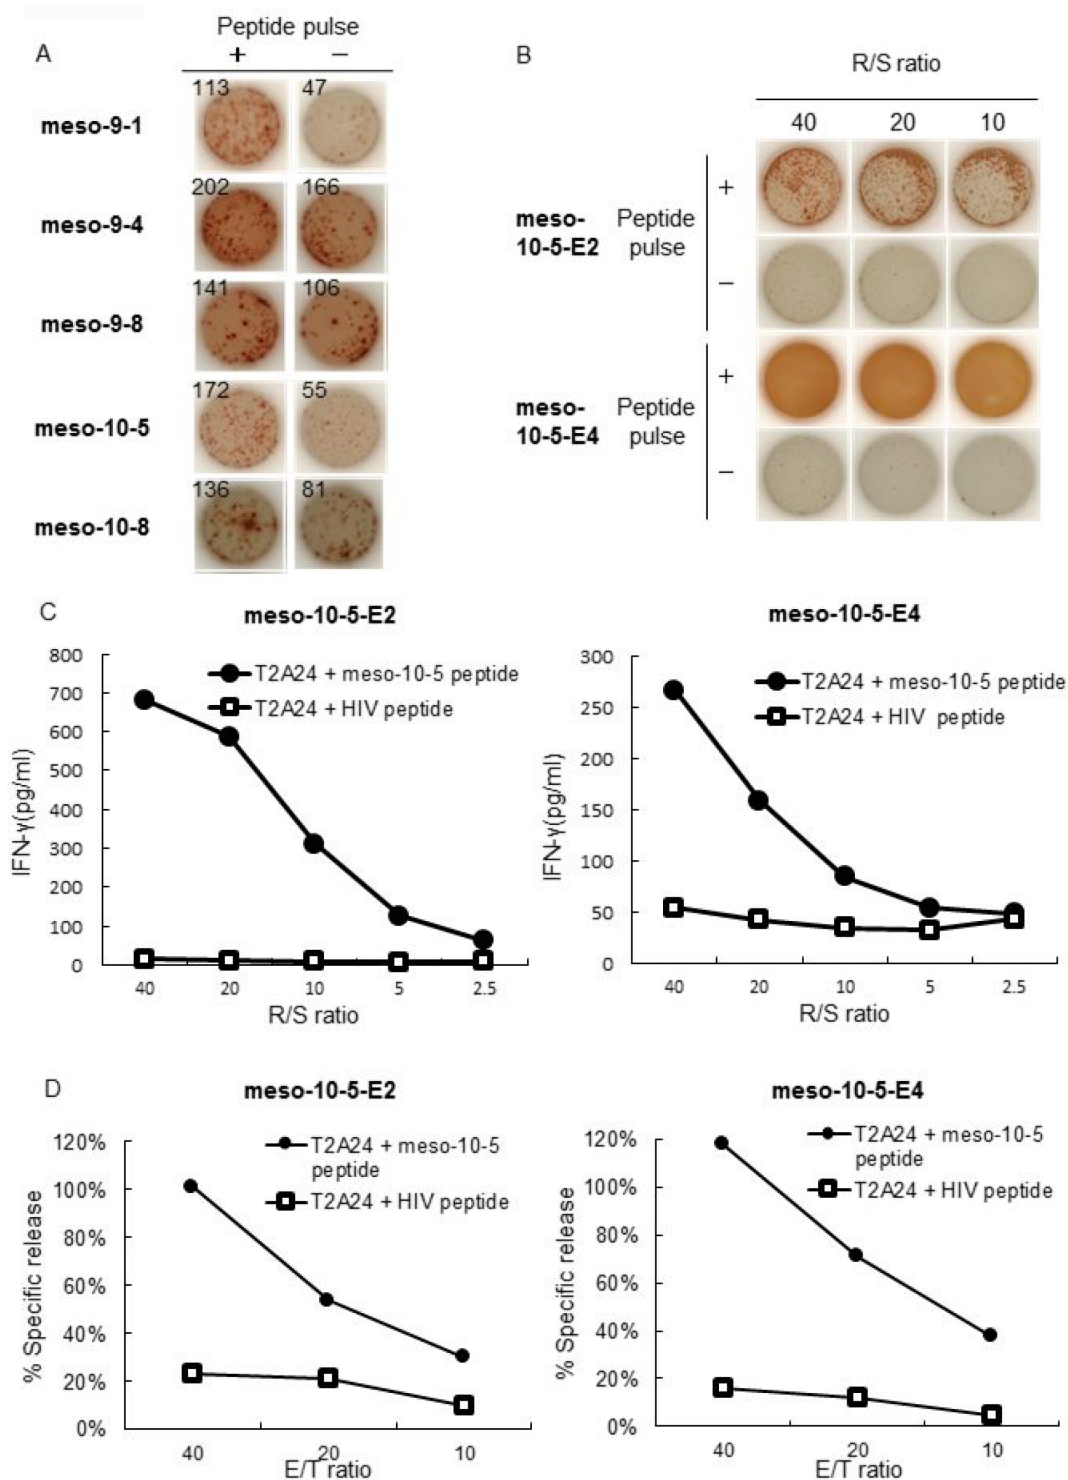 A
Peptide pulse
+ −
113 47
meso-9-1
202 166
meso-9-4
141 106
meso-9-8
172 55
meso-10-5
136 81
meso-10-8
B
R/S ratio
40 20 10
meso-
10-5-E2
Peptide
pulse
+
−
meso-
10-5-E4
Peptide
pulse
+
−
C
meso-10-5-E2
T2A24 + meso-10-5 peptide
T2A24 + HIV peptide
IFN-γ(pg/ml)
800
700
600
500
400
300
200
100
0
40 20 10 5 2.5
R/S ratio
meso-10-5-E4
T2A24 + meso-10-5 peptide
T2A24 + HIV peptide
IFN-γ(pg/ml)
300
250
200
150
100
50
0
40 20 10 5 2.5
R/S ratio
D
meso-10-5-E2
T2A24 + meso-10-5
peptide
T2A24 + HIV peptide
% Specific release
120%
100%
80%
60%
40%
20%
0%
40 20 10
E/T ratio
meso-10-5-E4
T2A24 + meso-10-5
peptide
T2A24 + HIV peptide
% Specific release
120%
100%
80%
60%
40%
20%
0%
40 20 10
E/T ratio